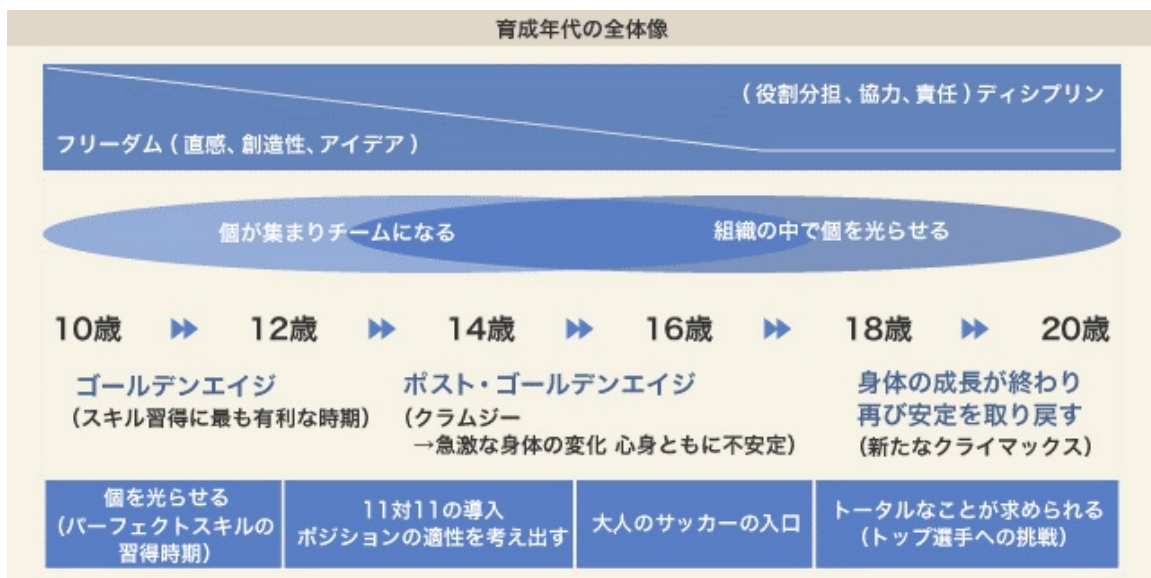 育成年代の全体像
(役割分担、協力、責任)ディシプリン
フリーダム(直感、創造性、アイデア)
個が集まりチームになる
組織の中で個を光らせる
10歳
12歳
14歳
16歳
18歳
20歳
ゴールデンエイジ
(スキル習得に最も有利な時期)
ポスト・ゴールデンエイジ
(クラムジー
→急激な身体の変化 心身ともに不安定)
身体の成長が終わり
再び安定を取り戻す
(新たなクライマックス)
個を光らせる
(パーフェクトスキルの
習得時期)
11対11の導入
ポジションの適性を考え出す
大人のサッカーの入口
トータルなことが求められる
(トップ選手への挑戦)